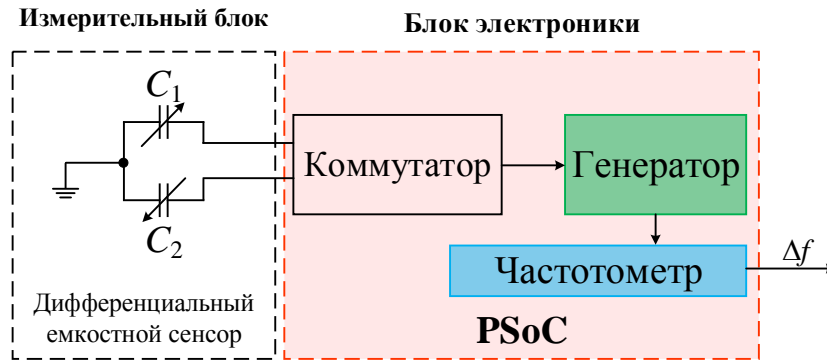 Измерительный блок
Блок электроники
C1
C2
Дифференциальный
емкостной сенсор
Коммутатор
Генератор
Частотометр
Δf
PSoC